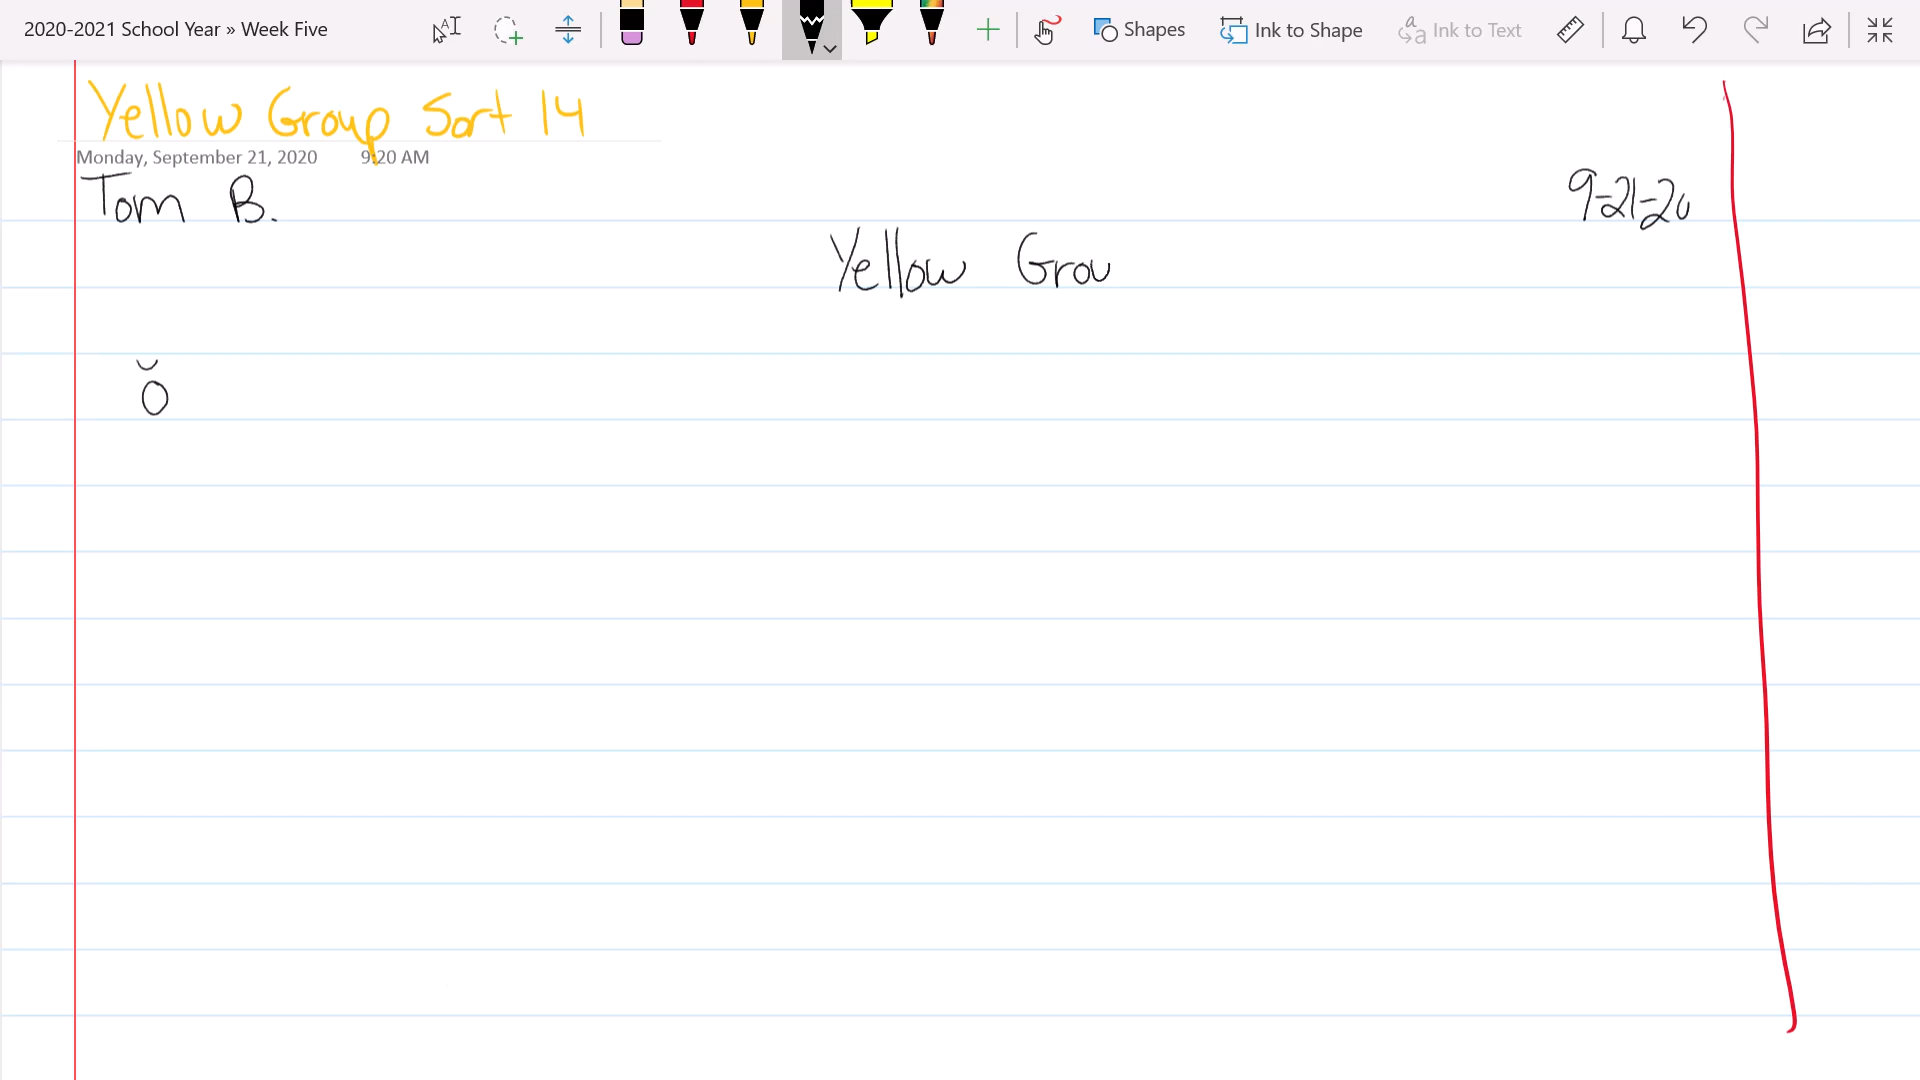 2020-2021 School Year » Week Five
Shapes
Ink to Shape
Ink to Text
Yellow Group Sort 14
Monday, September 21, 2020 9:20 AM
Tom B. 9-21-20
Yellow Grou
ŏ